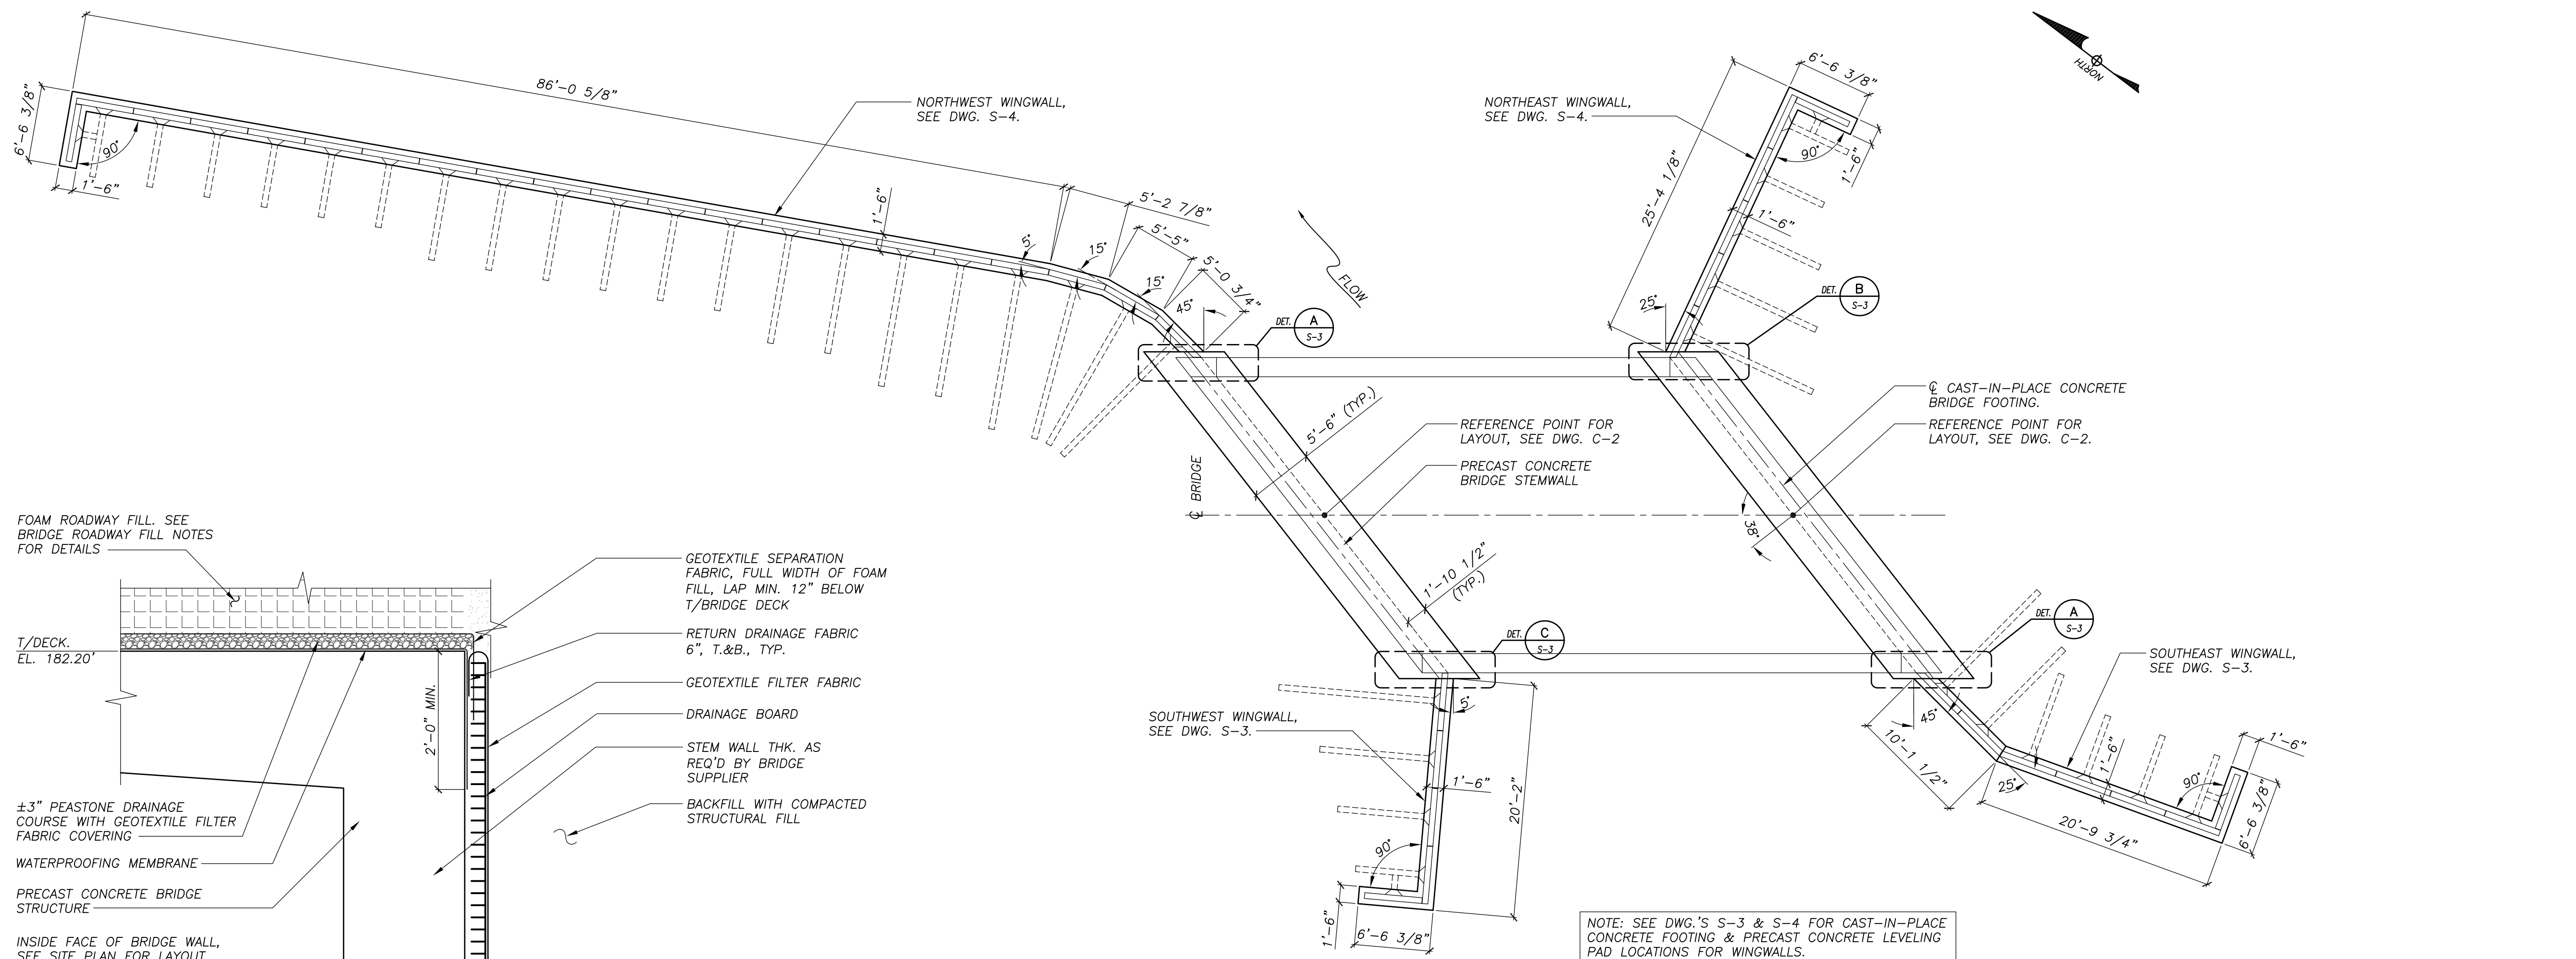 86'-0 5/8"
6'-6 3/8"
90°
1'-6"
NORTHWEST WINGWALL,
SEE DWG. S-4.
1'-6"
5°
15°
5'-2 7/8"
5'-5"
15°
5'-0 3/4"
45°
FLOW
DET. A
S-3
NORTHEAST WINGWALL,
SEE DWG. S-4.
6'-6 3/8"
90°
1'-6"
25'-4 1/8"
1'-6"
25°
DET. B
S-3
NORTH
℄ CAST-IN-PLACE CONCRETE
BRIDGE FOOTING.
REFERENCE POINT FOR
LAYOUT, SEE DWG. C-2.
5'-6" (TYP.)
REFERENCE POINT FOR
LAYOUT, SEE DWG. C-2
PRECAST CONCRETE
BRIDGE STEMWALL
℄ BRIDGE
38°
1'-10 1/2"
(TYP.)
DET. C
S-3
DET. A
S-3
SOUTHWEST WINGWALL,
SEE DWG. S-3.
5°
1'-6"
20'-2"
90°
1'-6"
6'-6 3/8"
SOUTHEAST WINGWALL,
SEE DWG. S-3.
45°
10'-1 1/2"
25°
1'-6"
90°
1'-6"
6'-6 3/8"
20'-9 3/4"
NOTE: SEE DWG.'S S-3 & S-4 FOR CAST-IN-PLACE
CONCRETE FOOTING & PRECAST CONCRETE LEVELING
PAD LOCATIONS FOR WINGWALLS.
FOAM ROADWAY FILL. SEE
BRIDGE ROADWAY FILL NOTES
FOR DETAILS
T/DECK.
EL. 182.20'
2'-0" MIN.
±3" PEASTONE DRAINAGE
COURSE WITH GEOTEXTILE FILTER
FABRIC COVERING
WATERPROOFING MEMBRANE
PRECAST CONCRETE BRIDGE
STRUCTURE
INSIDE FACE OF BRIDGE WALL,
SEE SITE PLAN FOR LAYOUT
GEOTEXTILE SEPARATION
FABRIC, FULL WIDTH OF FOAM
FILL, LAP MIN. 12" BELOW
T/BRIDGE DECK
RETURN DRAINAGE FABRIC
6", T.&B., TYP.
GEOTEXTILE FILTER FABRIC
DRAINAGE BOARD
STEM WALL THK. AS
REQ'D BY BRIDGE
SUPPLIER
BACKFILL WITH COMPACTED
STRUCTURAL FILL